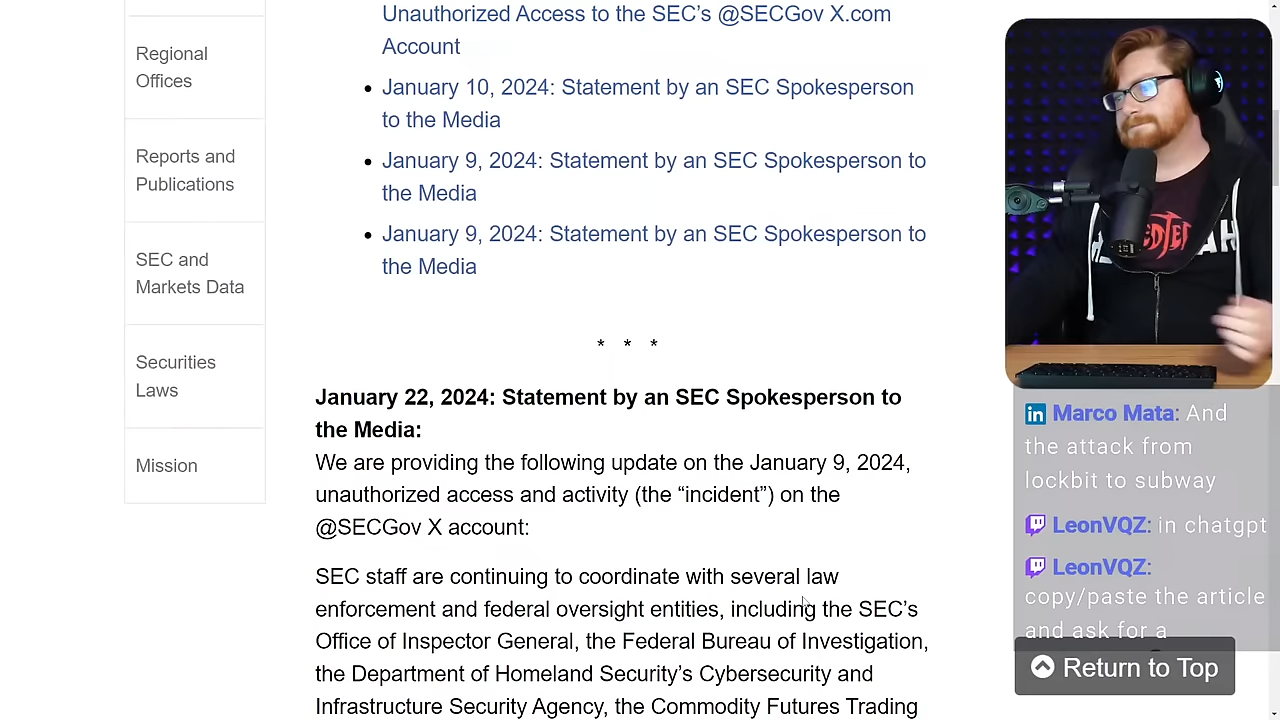 Regional
Offices
Reports and
Publications
SEC and
Markets Data
Securities
Laws
Mission
Unauthorized Access to the SEC’s @SECGov X.com
Account
• January 10, 2024: Statement by an SEC Spokesperson
to the Media
• January 9, 2024: Statement by an SEC Spokesperson to
the Media
• January 9, 2024: Statement by an SEC Spokesperson to
the Media
* * *
January 22, 2024: Statement by an SEC Spokesperson to
the Media:
We are providing the following update on the January 9, 2024,
unauthorized access and activity (the “incident”) on the
@SECGov X account:
SEC staff are continuing to coordinate with several law
enforcement and federal oversight entities, including the SEC’s
Office of Inspector General, the Federal Bureau of Investigation,
the Department of Homeland Security’s Cybersecurity and
Infrastructure Security Agency, the Commodity Futures Trading
in Marco Mata: And
the attack from
lockbit to subway
LeonVQZ: in chatgpt
LeonVQZ:
copy/paste the article
and ask for a
Return to Top